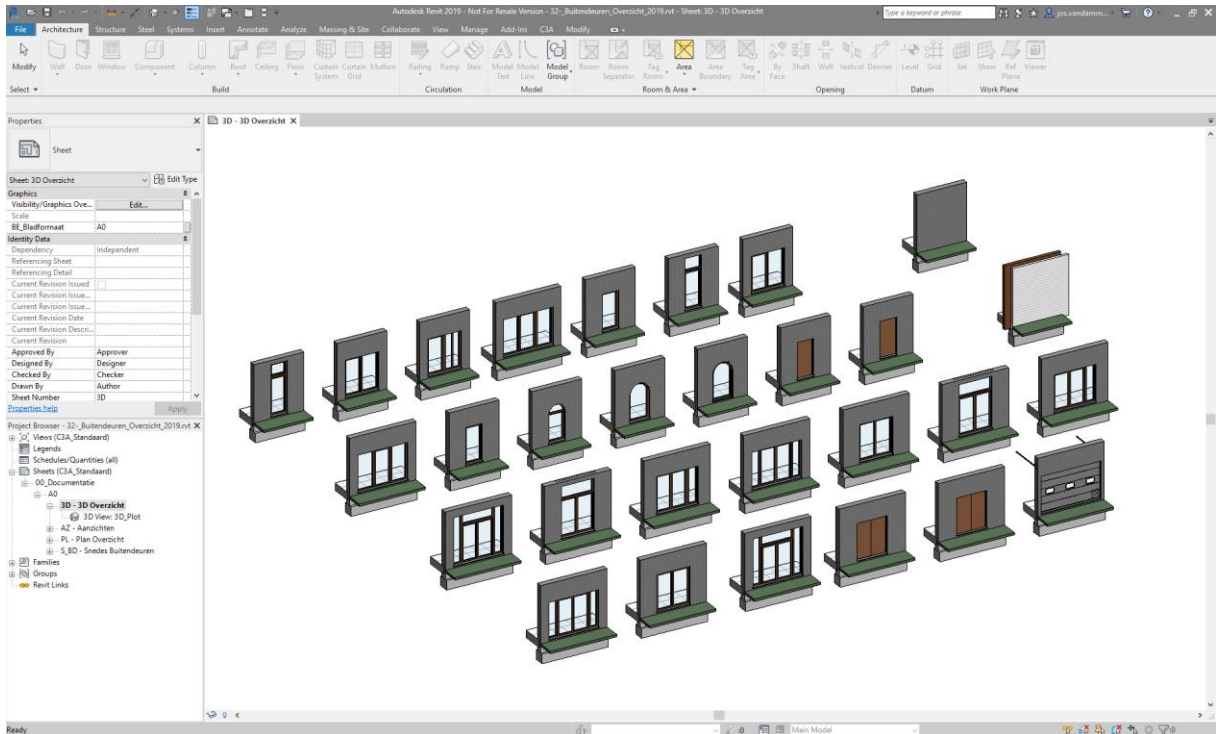 Autodesk Revit 2019 - Not For Resale Version - 32-_Buitendeuren_Overzicht_2019.rvt - Sheet: 3D - 3D Overzicht
Type a keyword or phrase
jos.vandamm...
File Architecture Structure Steel Systems Insert Annotate Analyze Massing & Site Collaborate View Manage Add-Ins C3A Modify
Modify Wall Door Window Component Column Roof Ceiling Floor Curtain System Curtain Grid Mullion Railing Ramp Stair Model Text Model Line Model Group Room Room Separator Tag Room Area Area Boundary Tag Area By Face Shaft Wall Vertical Dormer Level Grid Set Show Ref Plane Viewer
Select Build Circulation Model Room & Area Opening Datum Work Plane
Properties
3D - 3D Overzicht
Sheet
Sheet: 3D Overzicht Edit Type
Graphics
Visibility/Graphics Ove... Edit...
Scale
BE_Bladformaat A0
Identity Data
Dependency Independent
Referencing Sheet
Referencing Detail
Current Revision Issued
Current Revision Issue...
Current Revision Issue...
Current Revision Date
Current Revision Descri...
Current Revision
Approved By Approver
Designed By Designer
Checked By Checker
Drawn By Author
Sheet Number 3D
Properties help Apply
Project Browser - 32-_Buitendeuren_Overzicht_2019.rvt
Views (C3A_Standaard)
Legends
Schedules/Quantities (all)
Sheets (C3A_Standaard)
00_Documentatie
A0
3D - 3D Overzicht
3D View: 3D_Plot
AZ - Aanzichten
PL - Plan Overzicht
S_BD - Snedes Buitendeuren
Families
Groups
Revit Links
Ready
:0 Main Model
:0